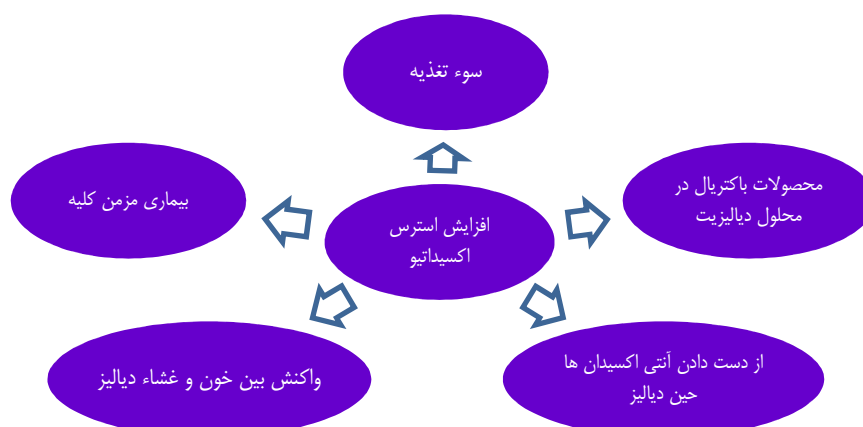 سوء تغذیه
محصولات باکتریال در
محلول دیالیزیت
بیماری مزمن کلیه
افزایش استرس
اکسیداتیو
از دست دادن آنتی اکسیدان ها
حین دیالیز
واکنش بین خون و غشاء دیالیز